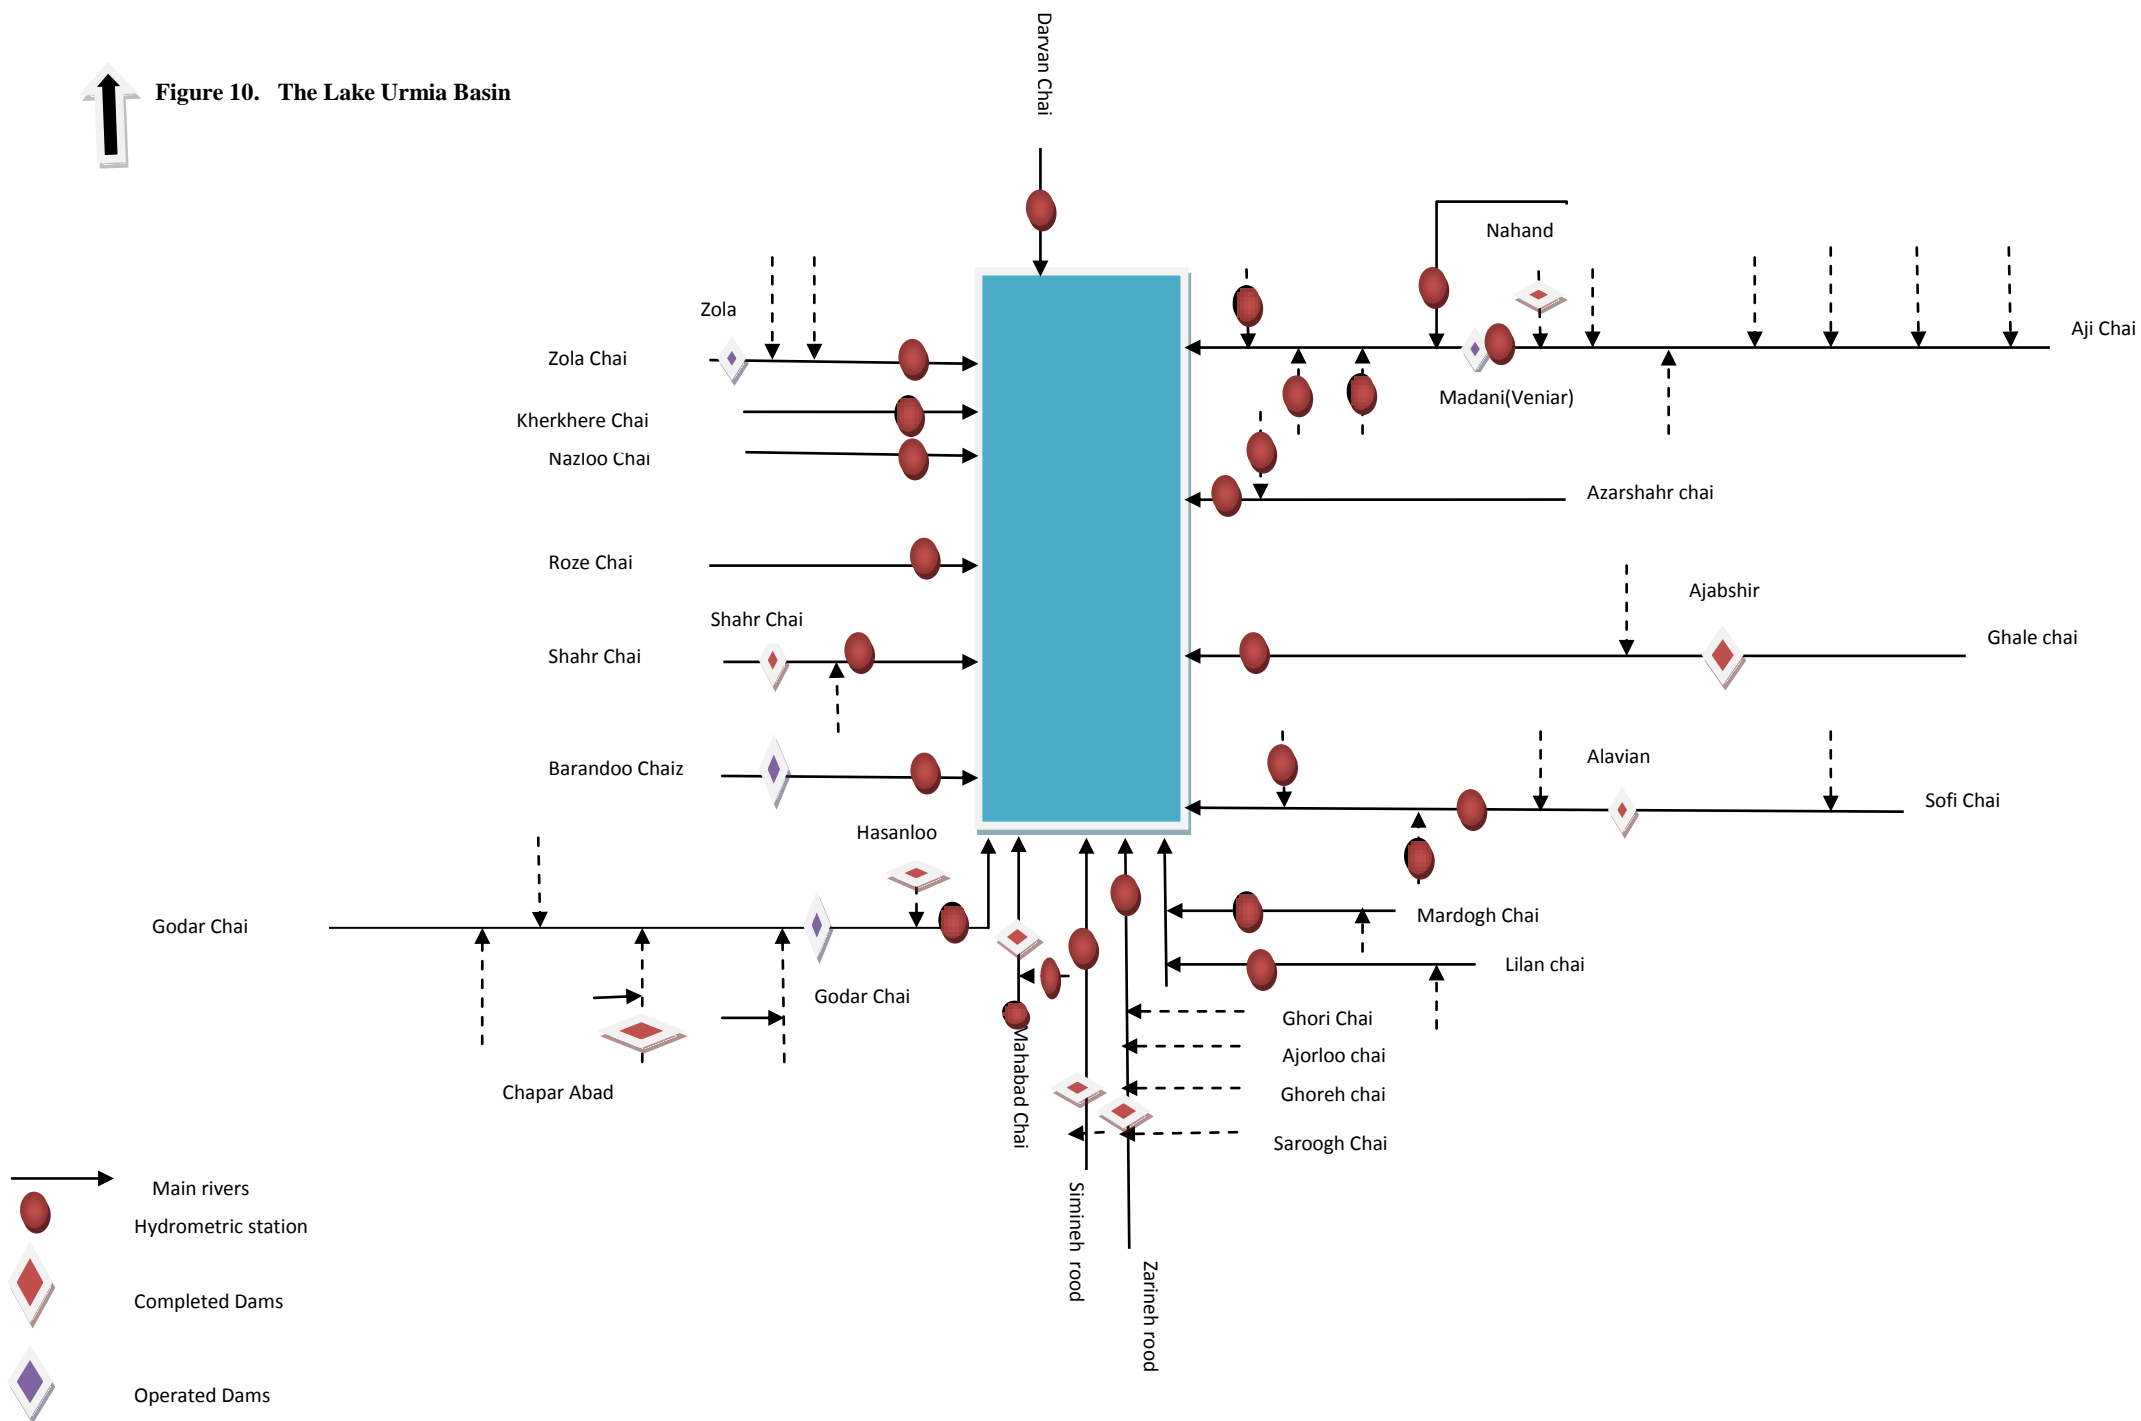 Darvan Chai
Figure 10.   The Lake Urmia Basin
Nahand
Zola
Aji Chai
Zola Chai
Madani(Veniar)
Kherkhere Chai
Nazloo Chai
Azarshahr chai
Roze Chai
Ajabshir
Shahr Chai
Ghale chai
Shahr Chai
Alavian
Barandoo Chaiz
Sofi Chai
Hasanloo
Mardogh Chai
Godar Chai
Lilan chai
Godar Chai
Ghori Chai
Ajorloo chai
Chapar Abad
Ghoreh chai
Mahabad Chai
Saroogh Chai
Simineh  rood
Zarineh rood
Main rivers
Hydrometric station
Completed Dams
Operated Dams